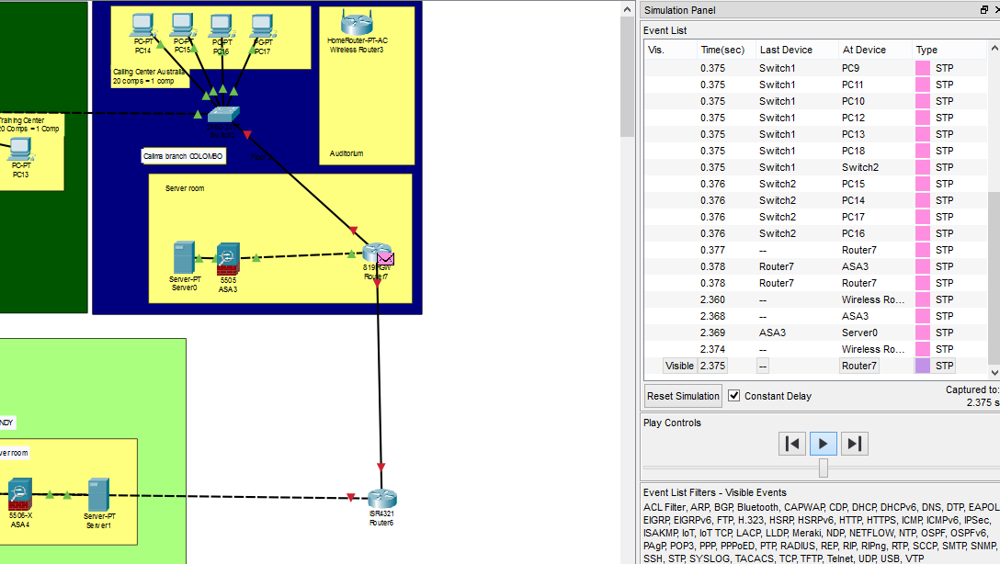 PC-PT
PC14
PC-PT
PC15
PC-PT
PC16
PC-PT
PC17
HomeRouter-PT-AC
Wireless Router3
Calling Center Australia
20 comps = 1 comp
Training Center
20 Comps = 1 Comp
PC-PT
PC13
Calima branch COLOMBO
Auditorium
Server room
Server-PT
Server0
5505
ASA3
Router7
NDY
ver room
5506-X
ASA4
Server-PT
Server1
ISR4321
Router6
Simulation Panel
Event List
Vis. Time(sec) Last Device At Device Type
0.375 Switch1 PC9 STP
0.375 Switch1 PC11 STP
0.375 Switch1 PC10 STP
0.375 Switch1 PC12 STP
0.375 Switch1 PC13 STP
0.375 Switch1 PC18 STP
0.375 Switch1 Switch2 STP
0.376 Switch2 PC15 STP
0.376 Switch2 PC14 STP
0.376 Switch2 PC17 STP
0.376 Switch2 PC16 STP
0.377 -- Router7 STP
0.378 Router7 ASA3 STP
0.378 Router7 Router7 STP
2.360 -- Wireless Ro... STP
2.368 -- ASA3 STP
2.369 ASA3 Server0 STP
2.374 -- Wireless Ro... STP
Visible 2.375 -- Router7 STP
Reset Simulation Constant Delay Captured to:
2.375 s
Play Controls
Event List Filters - Visible Events
ACL Filter, ARP, BGP, Bluetooth, CAPWAP, CDP, DHCP, DHCPv6, DNS, DTP, EAPOL
EIGRP, EIGRPv6, FTP, H.323, HSRP, HSRPv6, HTTP, HTTPS, ICMP, ICMPv6, IPSec,
ISAKMP, IoT, IoT TCP, LACP, LLDP, Meraki, NDP, NETFLOW, NTP, OSPF, OSPFv6,
PAgP, POP3, PPP, PPPoED, PTP, RADIUS, REP, RIP, RIPng, RTP, SCCP, SMTP, SNMP
SSH, STP, SYSLOG, TACACS, TCP, TFTP, Telnet, UDP, USB, VTP